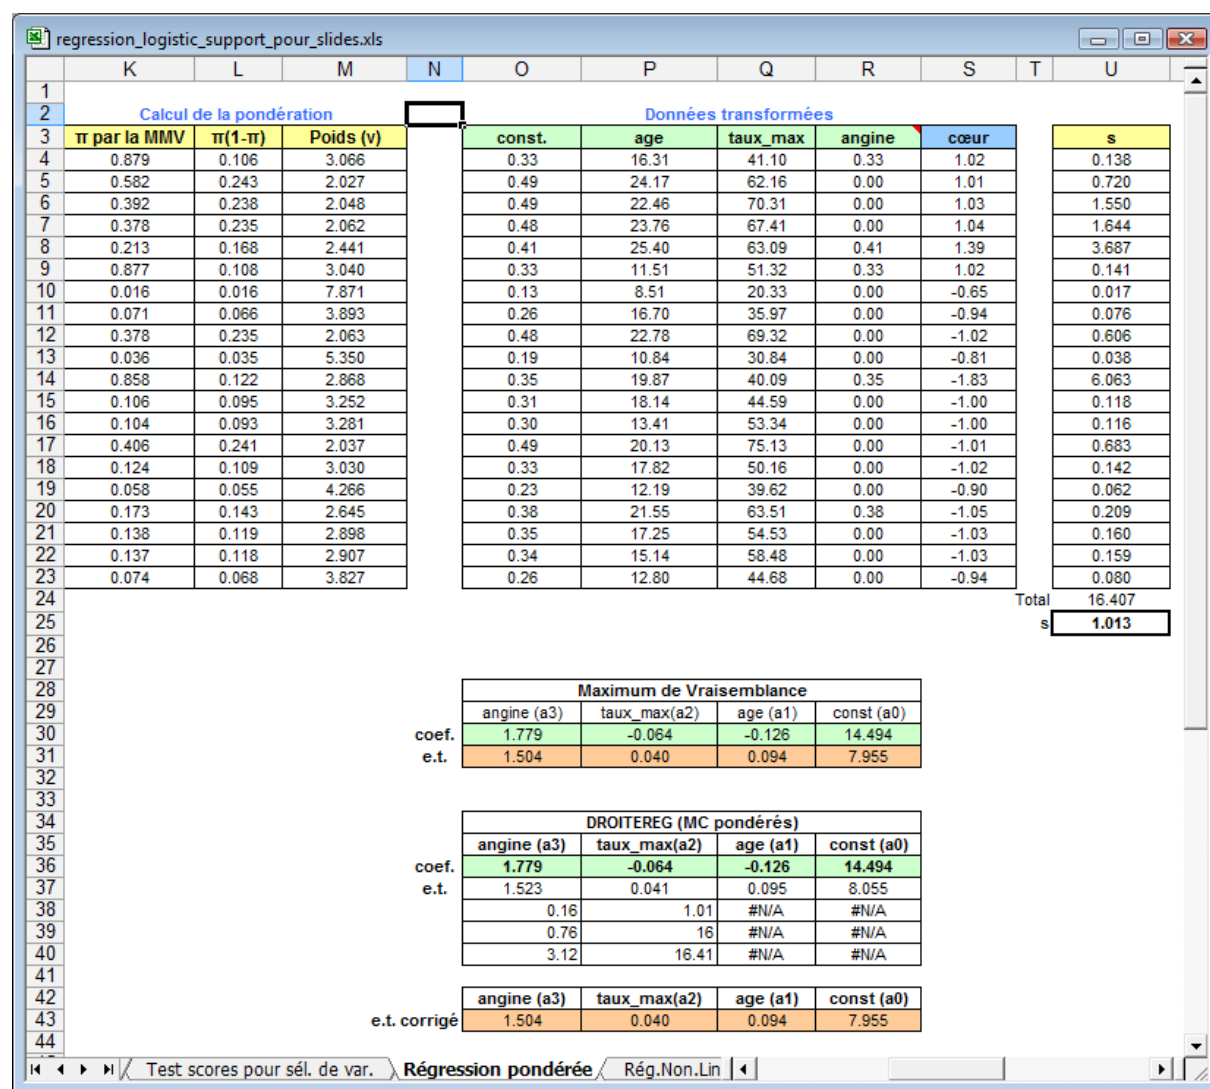 regression_logistic_support_pour_slides.xls
K L M N O P Q R S T U
1
2 Calcul de la pondération Données transformées
3 π par la MMV π(1-π) Poids (v) const. age taux_max angine cœur s
4 0.879 0.106 3.066 0.33 16.31 41.10 0.33 1.02 0.138
5 0.582 0.243 2.027 0.49 24.17 62.16 0.00 1.01 0.720
6 0.392 0.238 2.048 0.49 22.46 70.31 0.00 1.03 1.550
7 0.378 0.235 2.062 0.48 23.76 67.41 0.00 1.04 1.644
8 0.213 0.168 2.441 0.41 25.40 63.09 0.41 1.39 3.687
9 0.877 0.108 3.040 0.33 11.51 51.32 0.33 1.02 0.141
10 0.016 0.016 7.871 0.13 8.51 20.33 0.00 -0.65 0.017
11 0.071 0.066 3.893 0.26 16.70 35.97 0.00 -0.94 0.076
12 0.378 0.235 2.063 0.48 22.78 69.32 0.00 -1.02 0.606
13 0.036 0.035 5.350 0.19 10.84 30.84 0.00 -0.81 0.038
14 0.858 0.122 2.868 0.35 19.87 40.09 0.35 -1.83 6.063
15 0.106 0.095 3.252 0.31 18.14 44.59 0.00 -1.00 0.118
16 0.104 0.093 3.281 0.30 13.41 53.34 0.00 -1.00 0.116
17 0.406 0.241 2.037 0.49 20.13 75.13 0.00 -1.01 0.683
18 0.124 0.109 3.030 0.33 17.82 50.16 0.00 -1.02 0.142
19 0.058 0.055 4.266 0.23 12.19 39.62 0.00 -0.90 0.062
20 0.173 0.143 2.645 0.38 21.55 63.51 0.38 -1.05 0.209
21 0.138 0.119 2.898 0.35 17.25 54.53 0.00 -1.03 0.160
22 0.137 0.118 2.907 0.34 15.14 58.48 0.00 -1.03 0.159
23 0.074 0.068 3.827 0.26 12.80 44.68 0.00 -0.94 0.080
24 Total 16.407
25 s 1.013
26
27
28 Maximum de Vraisemblance
29 angine (a3) taux_max(a2) age (a1) const (a0)
30 coef. 1.779 -0.064 -0.126 14.494
31 e.t. 1.504 0.040 0.094 7.955
32
33
34 DROITEREG (MC pondérés)
35 angine (a3) taux_max(a2) age (a1) const (a0)
36 coef. 1.779 -0.064 -0.126 14.494
37 e.t. 1.523 0.041 0.095 8.055
38 0.16 1.01 #N/A #N/A
39 0.76 16 #N/A #N/A
40 3.12 16.41 #N/A #N/A
41
42 angine (a3) taux_max(a2) age (a1) const (a0)
43 e.t. corrigé 1.504 0.040 0.094 7.955
44
Test scores pour sél. de var. Régression pondérée Rég.Non.Lin